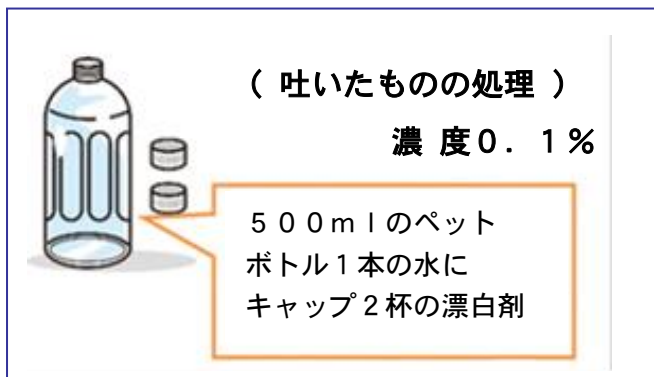 （ 吐いたものの処理 ）
濃 度０．１％
５００ｍｌのペット
ボトル１本の水に
キャップ２杯の漂白剤